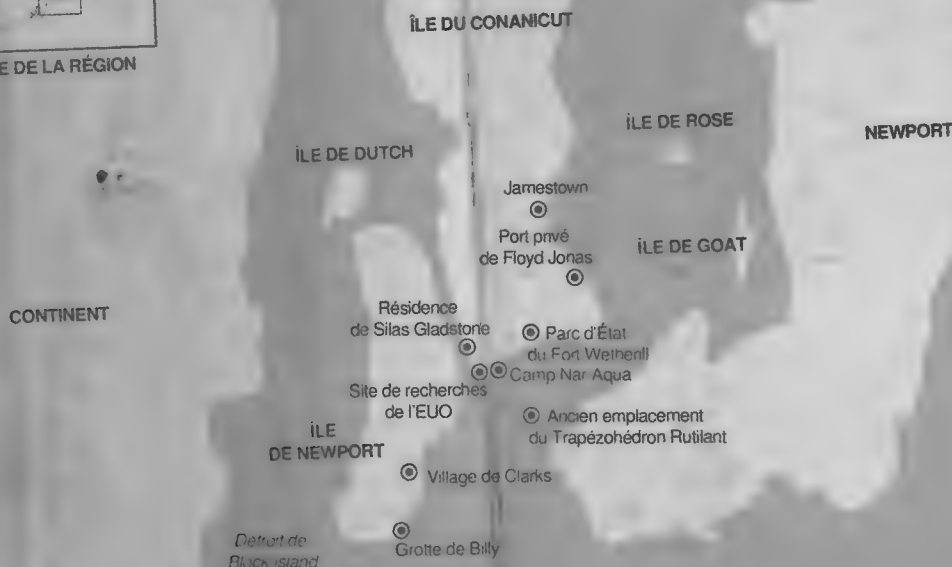 ÎLE DU CONANICUT
E DE LA RÉGION
ÎLE DE ROSE
NEWPORT
ÎLE DE DUTCH
Jamestown
Port privé
de Floyd Jonas
ÎLE DE GOAT
CONTINENT
Résidence
de Silas Gladstone
Parc d'État
du Fort Wetherill
Camp Nar Aqua
Site de recherches
de l'EUO
Ancien emplacement
du Trapézohédron Rutilant
ÎLE
DE NEWPORT
Village de Clarks
Détroit de
Block Island
Grotte de Billy